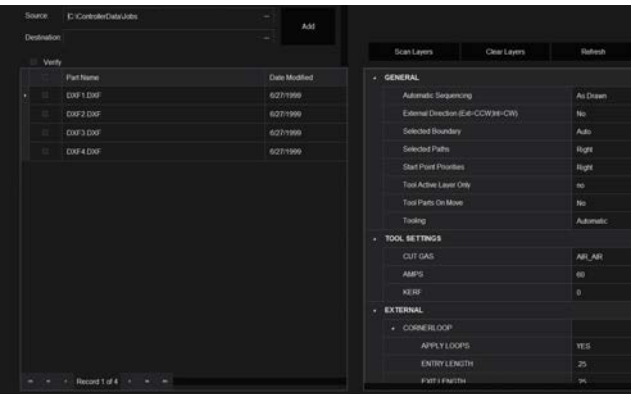 Source C:\ControllerData\Jobs ...
Destination ...
Add
Verify
Part Name Date Modified
DXF1.DXF 6/27/1999
DXF2.DXF 6/27/1999
DXF3.DXF 6/27/1999
DXF4.DXF 6/27/1999
Record 1 of 4
Scan Layers Clear Layers Refresh
GENERAL
Automatic Sequencing As Drawn
External Direction (Ext=CCW|Int=CW) No
Selected Boundary Auto
Selected Paths Right
Start Point Priorities Right
Tool Active Layer Only no
Tool Parts On Move No
Tooling Automatic
TOOL SETTINGS
CUT GAS AIR_AIR
AMPS 60
KERF 0
EXTERNAL
CORNERLOOP
APPLY LOOPS YES
ENTRY LENGTH .25
EXIT LENGTH .25